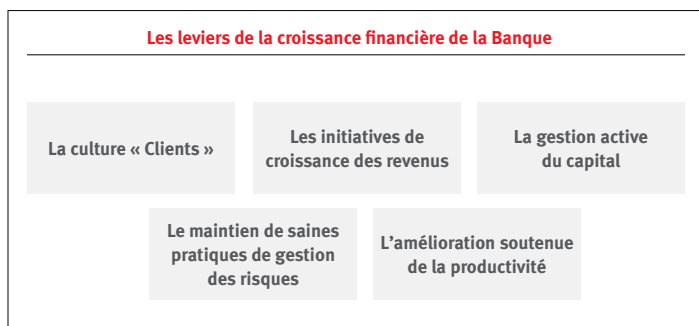 Les leviers de la croissance financière de la Banque
La culture « Clients »
Les initiatives de
croissance des revenus
La gestion active
du capital
Le maintien de saines
pratiques de gestion
des risques
L’amélioration soutenue
de la productivité